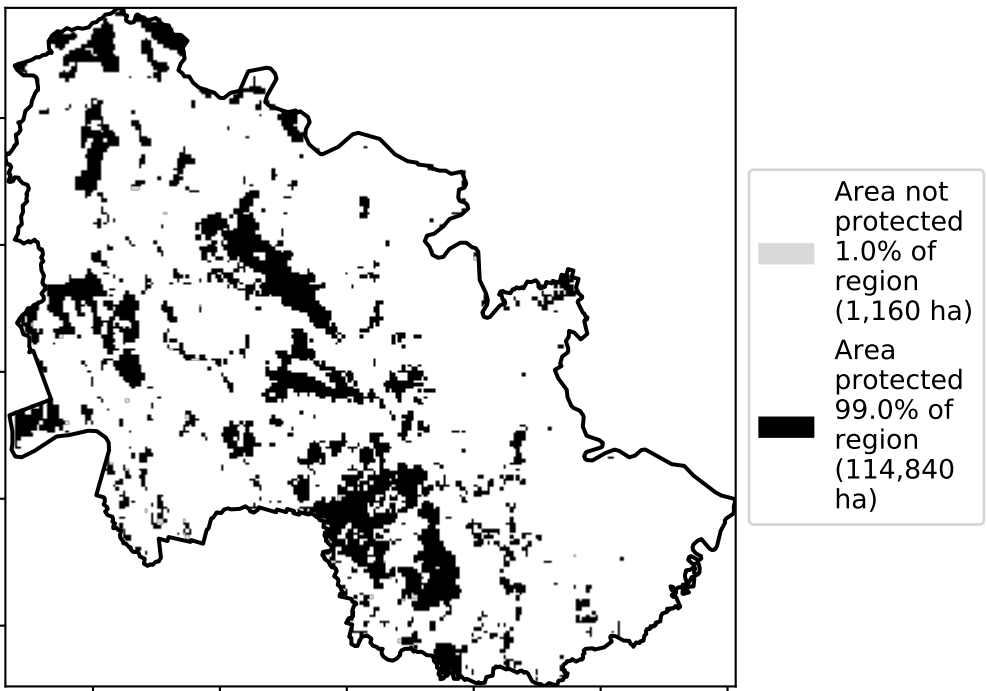 Area not
protected
1.0% of
region
(1,160 ha)
Area
protected
99.0% of
region
(114,840
ha)